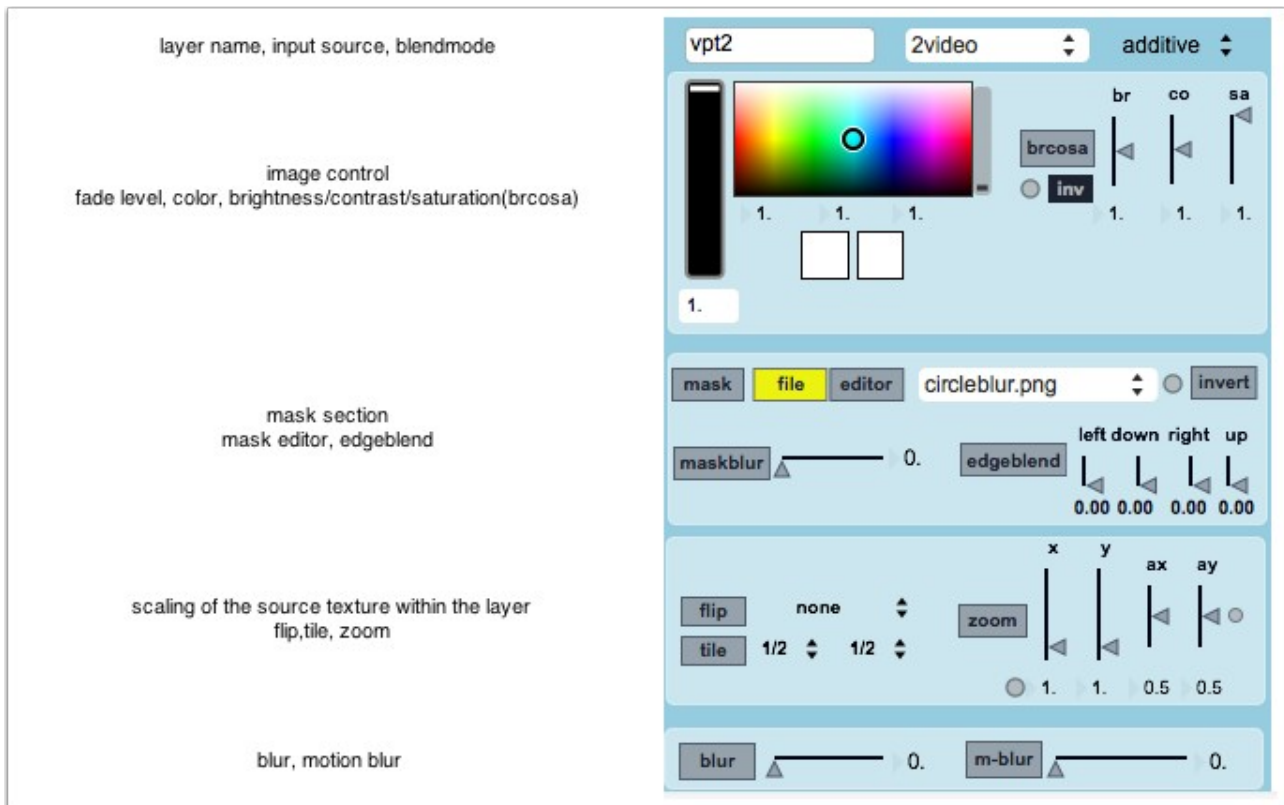 layer name, input source, blendmode
vpt2 2video additive
br co sa
brcosa
inv
1. 1. 1. 1. 1. 1.
image control
fade level, color, brightness/contrast/saturation(brcosa)
1.
mask file editor circleblur.png invert
mask section
mask editor, edgeblend
left down right up
maskblur 0. edgeblend
0.00 0.00 0.00 0.00
x y ax ay
scaling of the source texture within the layer
flip,tile, zoom
flip none zoom
tile 1/2 1/2
1. 1. 0.5 0.5
blur, motion blur
blur 0. m-blur 0.